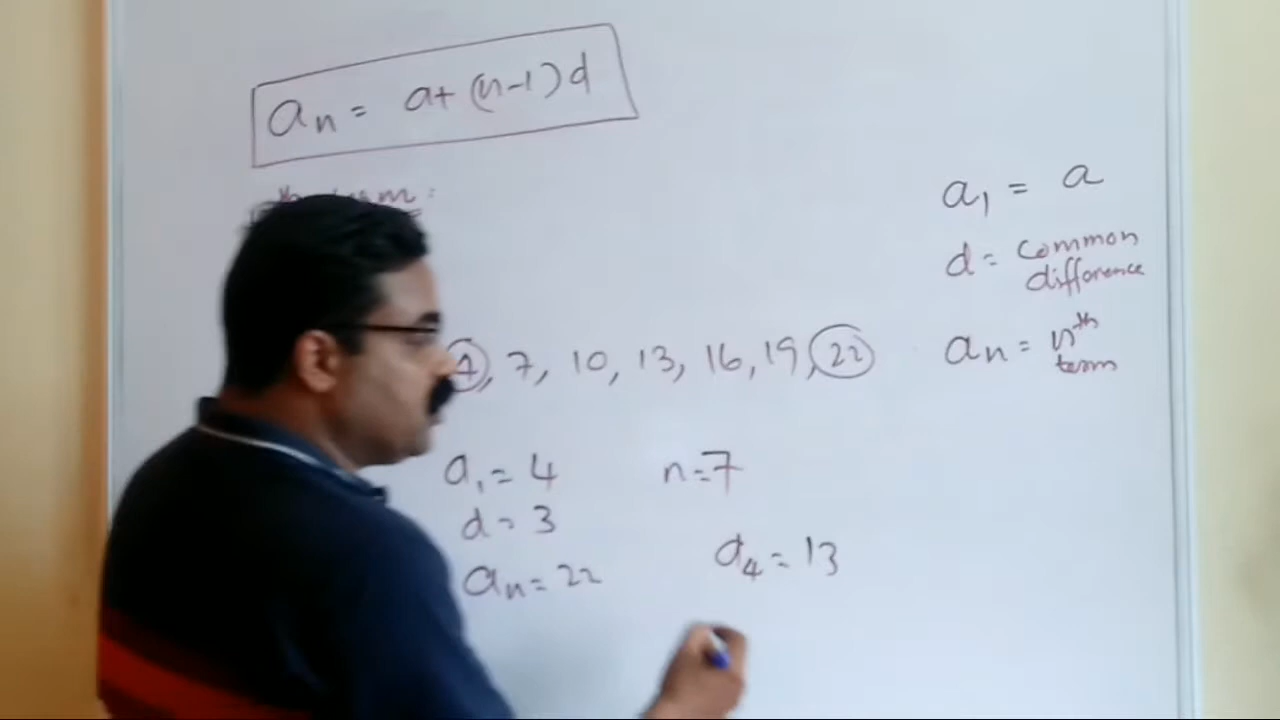 an = a+(n-1)d
a1 = a
d = common
difference
4, 7, 10, 13, 16, 19, 22
an = nth
term
a1 = 4
n=7
d = 3
a4 = 13
an = 22